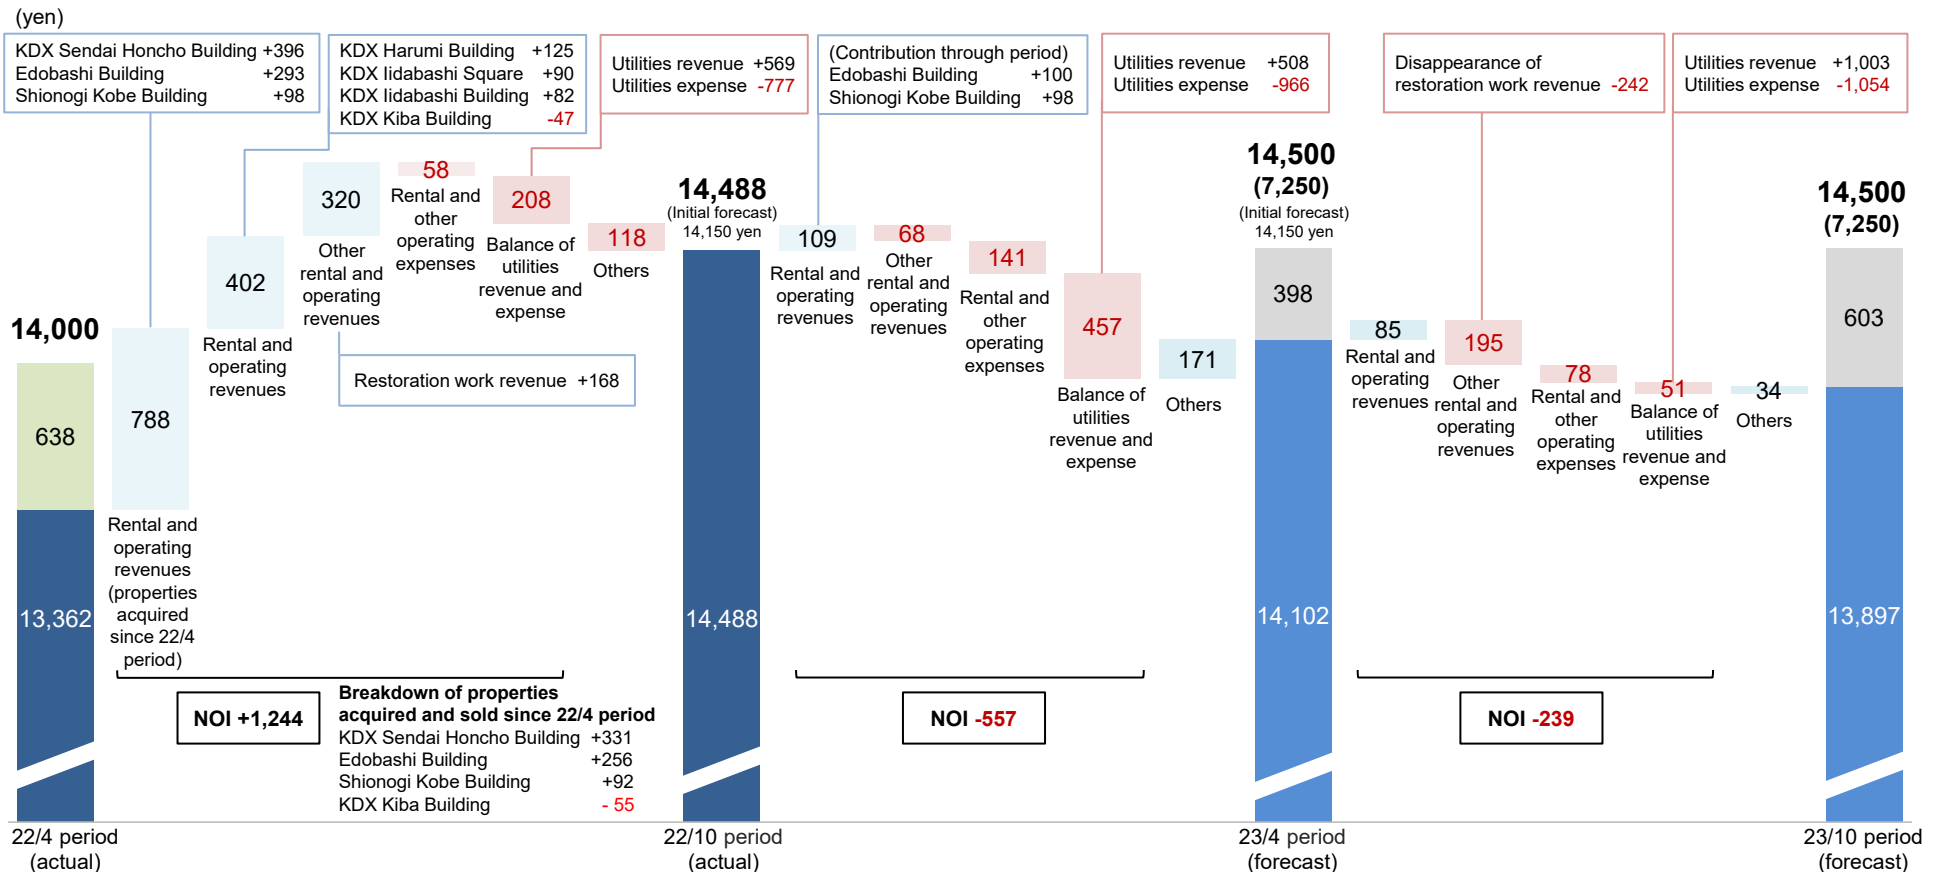 (yen)
KDX Sendai Honcho Building +396
Edobashi Building +293
Shionogi Kobe Building +98
KDX Harumi Building +125
KDX Iidabashi Square +90
KDX Iidabashi Building +82
KDX Kiba Building -47
Utilities revenue +569
Utilities expense -777
(Contribution through period)
Edobashi Building +100
Shionogi Kobe Building +98
Utilities revenue +508
Utilities expense -966
Disappearance of
restoration work revenue -242
Utilities revenue +1,003
Utilities expense -1,054
14,000
638
13,362
788
Rental and
operating
revenues
(properties
acquired
since 22/4
period)
402
Rental and
operating
revenues
320
Other
rental and
operating
revenues
Restoration work revenue +168
58
Rental and
other
operating
expenses
208
Balance of
utilities
revenue and
expense
118
Others
14,488
(Initial forecast)
14,150 yen
14,488
109
Rental and
operating
revenues
68
Other
rental and
operating
revenues
141
Rental and
other
operating
expenses
457
Balance of
utilities
revenue and
expense
171
Others
14,500
(7,250)
(Initial forecast)
14,150 yen
398
14,102
85
Rental and
operating
revenues
195
Other
rental and
operating
revenues
78
Rental and
other
operating
expenses
51
Balance of
utilities
revenue and
expense
34
Others
14,500
(7,250)
603
13,897
NOI +1,244
Breakdown of properties
acquired and sold since 22/4 period
KDX Sendai Honcho Building +331
Edobashi Building +256
Shionogi Kobe Building +92
KDX Kiba Building - 55
NOI -557
NOI -239
22/4 period
(actual)
22/10 period
(actual)
23/4 period
(forecast)
23/10 period
(forecast)